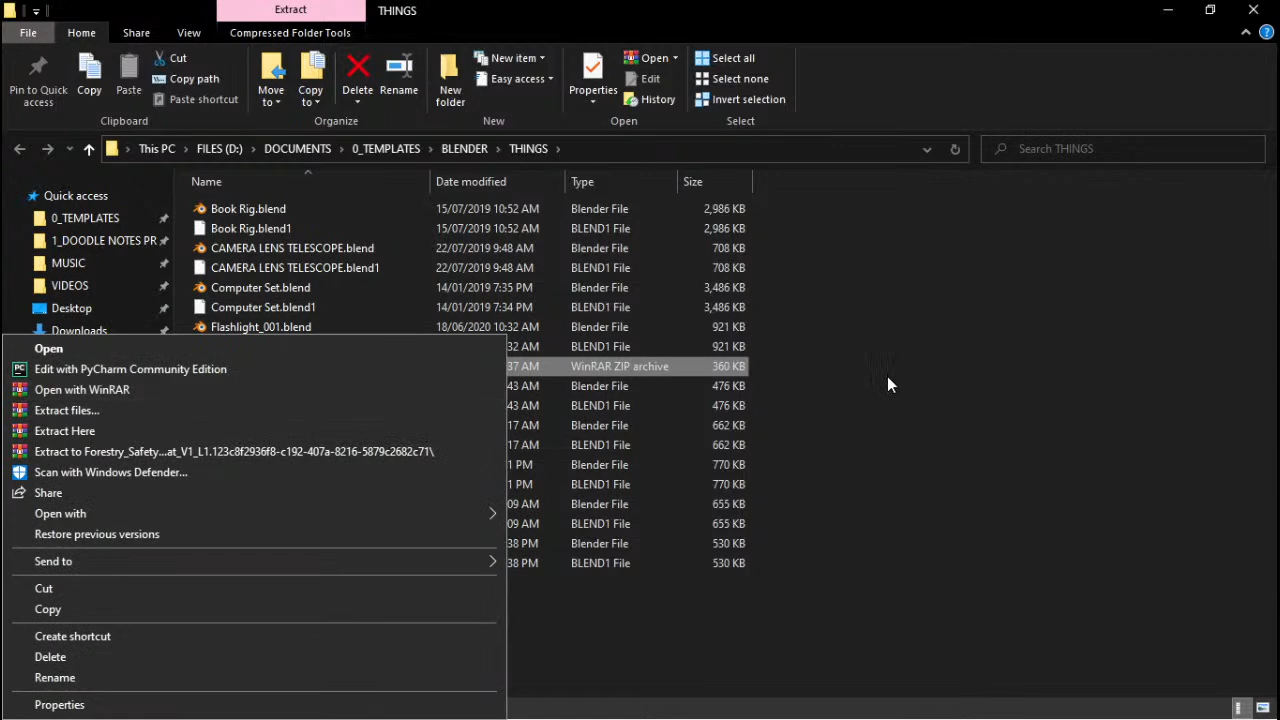 Extract
THINGS
File
Home
Share
View
Compressed Folder Tools
Pin to Quick access
Copy
Paste
Cut
Copy path
Paste shortcut
Clipboard
Move to
Copy to
Delete
Rename
Organize
New folder
New item
Easy access
New
Properties
Open
Edit
History
Open
Select all
Select none
Invert selection
Select
This PC
FILES (D:)
DOCUMENTS
0_TEMPLATES
BLENDER
THINGS
Search THINGS
Quick access
0_TEMPLATES
1_DOODLE NOTES PR
MUSIC
VIDEOS
Desktop
Downloads
Name Date modified Type Size
Book Rig.blend 15/07/2019 10:52 AM Blender File 2,986 KB
Book Rig.blend1 15/07/2019 10:52 AM BLEND1 File 2,986 KB
CAMERA LENS TELESCOPE.blend 22/07/2019 9:48 AM Blender File 708 KB
CAMERA LENS TELESCOPE.blend1 22/07/2019 9:48 AM BLEND1 File 708 KB
Computer Set.blend 14/01/2019 7:35 PM Blender File 3,486 KB
Computer Set.blend1 14/01/2019 7:34 PM BLEND1 File 3,486 KB
Flashlight_001.blend 18/06/2020 10:32 AM Blender File 921 KB
32 AM BLEND1 File 921 KB
37 AM WinRAR ZIP archive 360 KB
43 AM Blender File 476 KB
43 AM BLEND1 File 476 KB
17 AM Blender File 662 KB
17 AM BLEND1 File 662 KB
1 PM Blender File 770 KB
1 PM BLEND1 File 770 KB
09 AM Blender File 655 KB
09 AM BLEND1 File 655 KB
38 PM Blender File 530 KB
38 PM BLEND1 File 530 KB
Open
Edit with PyCharm Community Edition
Open with WinRAR
Extract files...
Extract Here
Extract to Forestry_Safety...at_V1_L1.123c8f2936f8-c192-407a-8216-5879c2682c71\
Scan with Windows Defender...
Share
Open with
Restore previous versions
Send to
Cut
Copy
Create shortcut
Delete
Rename
Properties